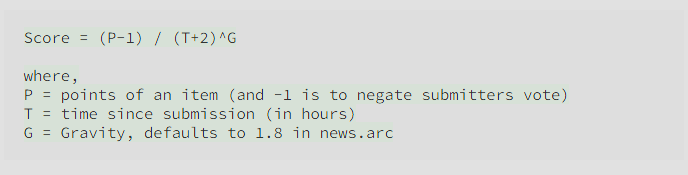 Score = (P-1) / (T+2)^G
where,
P = points of an item (and -1 is to negate submitters vote)
T = time since submission (in hours)
G = Gravity, defaults to 1.8 in news.arc